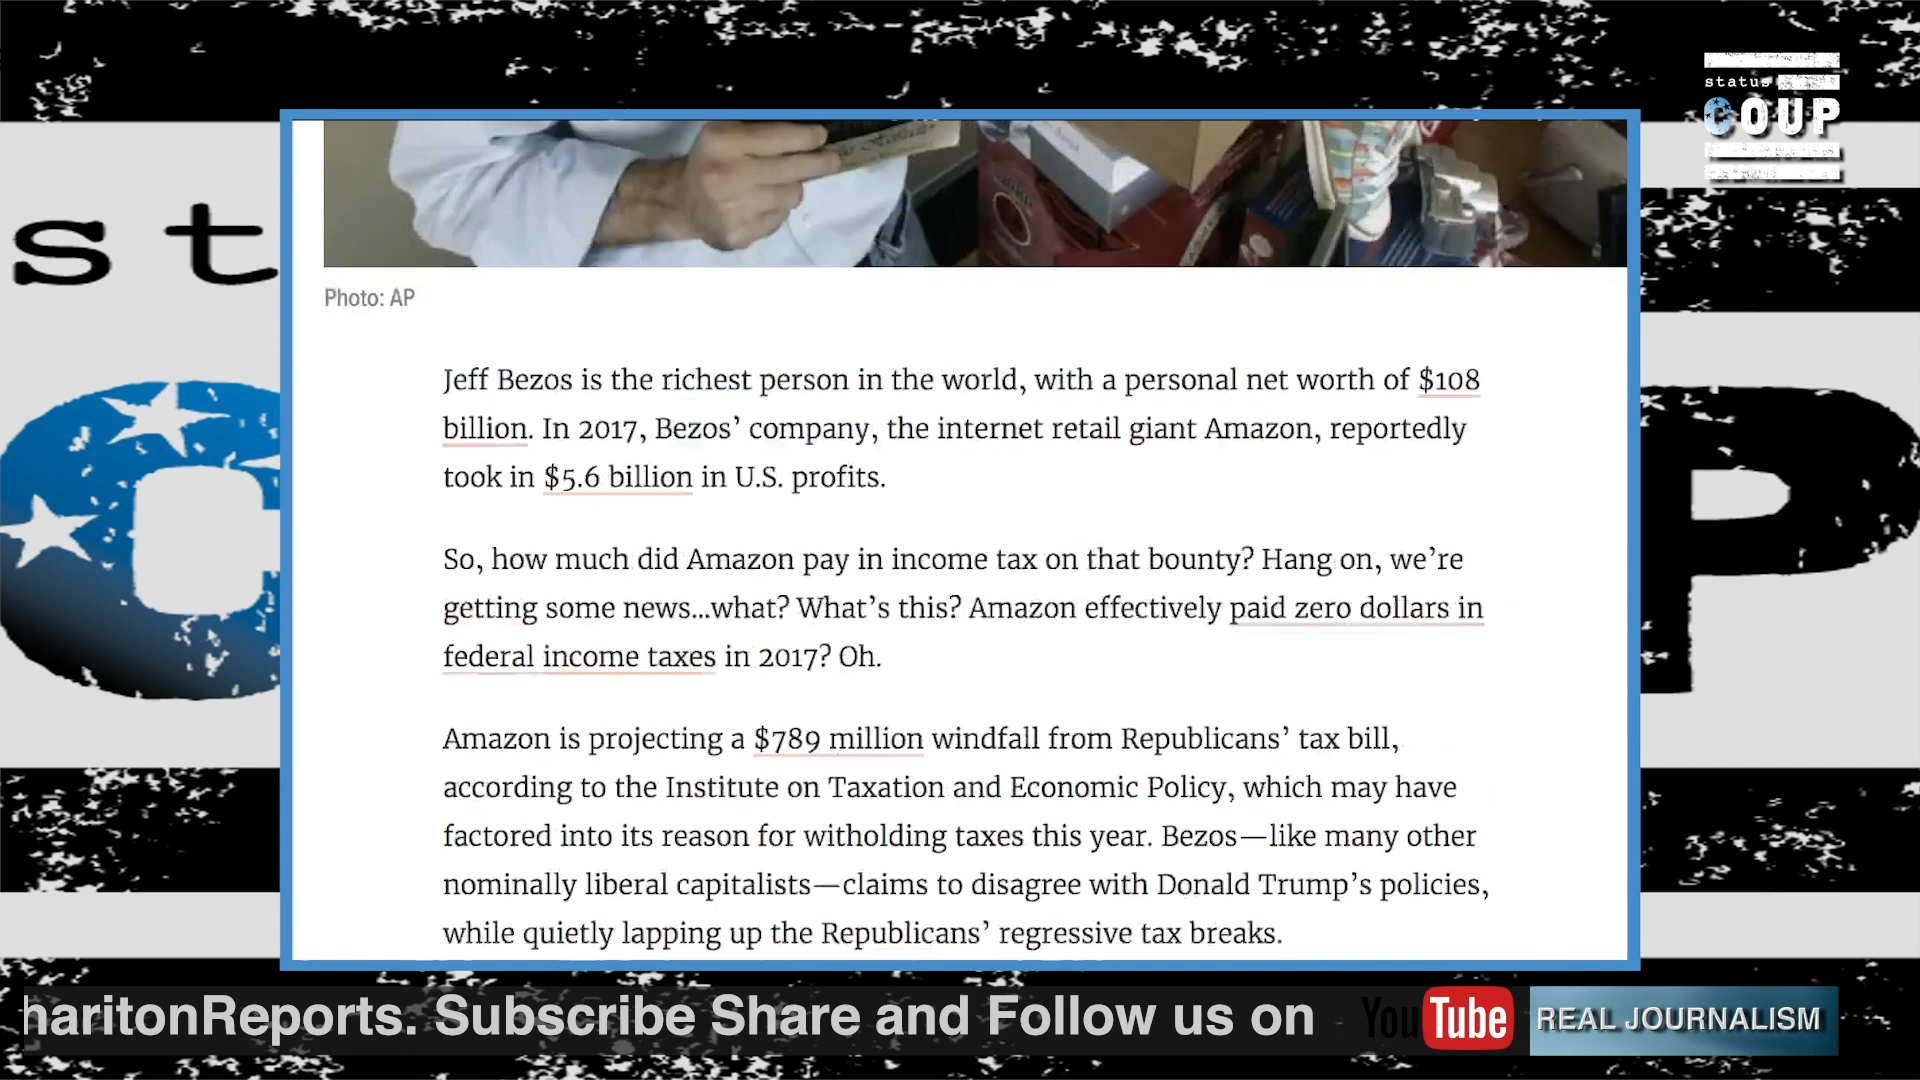 status
COUP
st
C
P
Photo: AP
Jeff Bezos is the richest person in the world, with a personal net worth of $108
billion. In 2017, Bezos’ company, the internet retail giant Amazon, reportedly
took in $5.6 billion in U.S. profits.
So, how much did Amazon pay in income tax on that bounty? Hang on, we’re
getting some news...what? What’s this? Amazon effectively paid zero dollars in
federal income taxes in 2017? Oh.
Amazon is projecting a $789 million windfall from Republicans’ tax bill,
according to the Institute on Taxation and Economic Policy, which may have
factored into its reason for witholding taxes this year. Bezos—like many other
nominally liberal capitalists—claims to disagree with Donald Trump’s policies,
while quietly lapping up the Republicans’ regressive tax breaks.
haritonReports. Subscribe Share and Follow us on YouTube REAL JOURNALISM